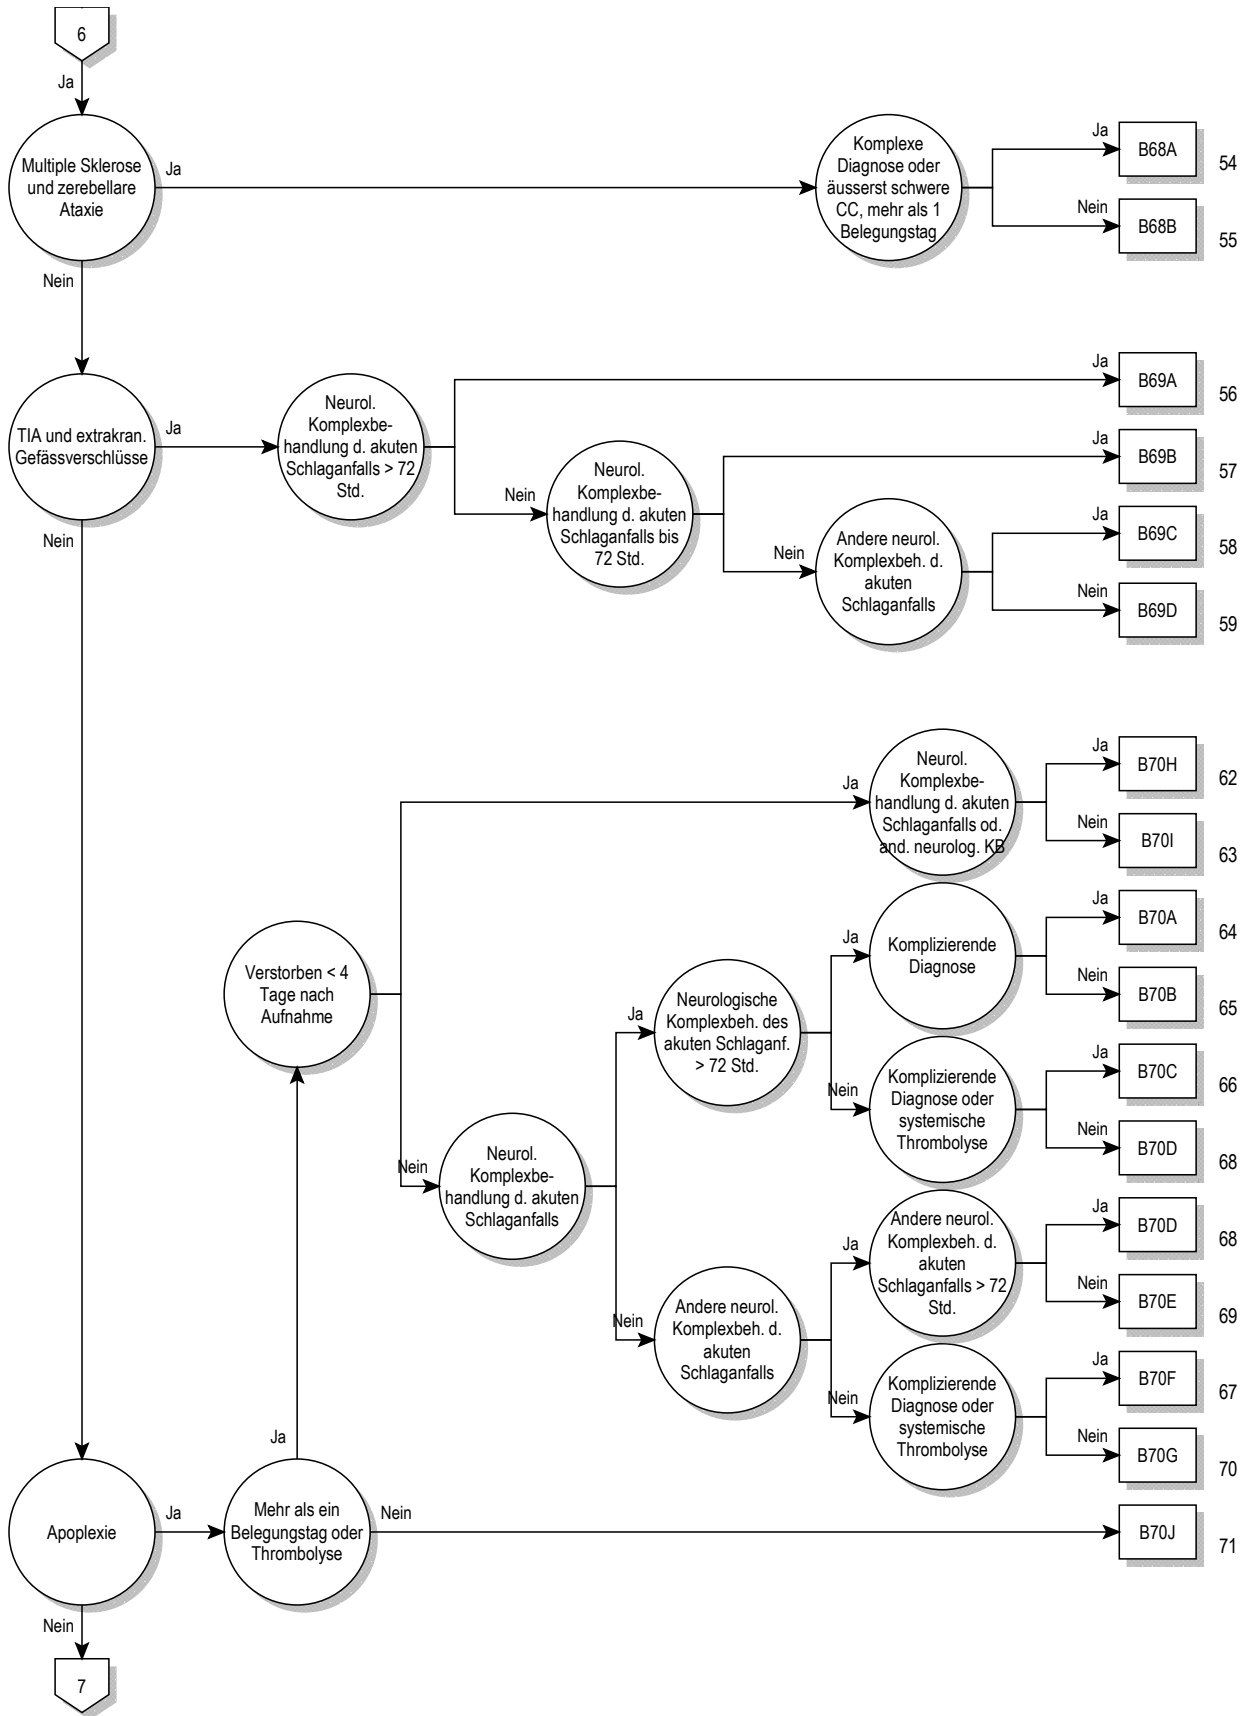 6
Ja
Multiple Sklerose
und zerebellare
Ataxie
Ja
Komplexe
Diagnose oder
äusserst schwere
CC, mehr als 1
Belegungstag
Ja
B68A
54
Nein
B68B
55
Nein
TIA und extrakran.
Gefässverschlüsse
Ja
Neurol.
Komplexbe-
handlung d. akuten
Schlaganfalls > 72
Std.
Ja
B69A
56
Nein
Neurol.
Komplexbe-
handlung d. akuten
Schlaganfalls bis
72 Std.
Ja
B69B
57
Nein
Andere neurol.
Komplexbeh. d.
akuten
Schlaganfalls
Ja
B69C
58
Nein
B69D
59
Nein
Ja
Neurol.
Komplexbe-
handlung d. akuten
Schlaganfalls od.
and. neurolog. KB
Ja
B70H
62
Nein
B70I
63
Verstorben < 4
Tage nach
Aufnahme
Ja
Neurologische
Komplexbeh. des
akuten Schlaganf.
> 72 Std.
Ja
Komplizierende
Diagnose
Ja
B70A
64
Nein
B70B
65
Nein
Komplizierende
Diagnose oder
systemische
Thrombolyse
Ja
B70C
66
Nein
B70D
68
Nein
Neurol.
Komplexbe-
handlung d. akuten
Schlaganfalls
Nein
Andere neurol.
Komplexbeh. d.
akuten
Schlaganfalls
Ja
Andere neurol.
Komplexbeh. d.
akuten
Schlaganfalls > 72
Std.
Ja
B70D
68
Nein
B70E
69
Nein
Komplizierende
Diagnose oder
systemische
Thrombolyse
Ja
B70F
67
Nein
B70G
70
Ja
Apoplexie
Ja
Mehr als ein
Belegungstag oder
Thrombolyse
Nein
B70J
71
Nein
7